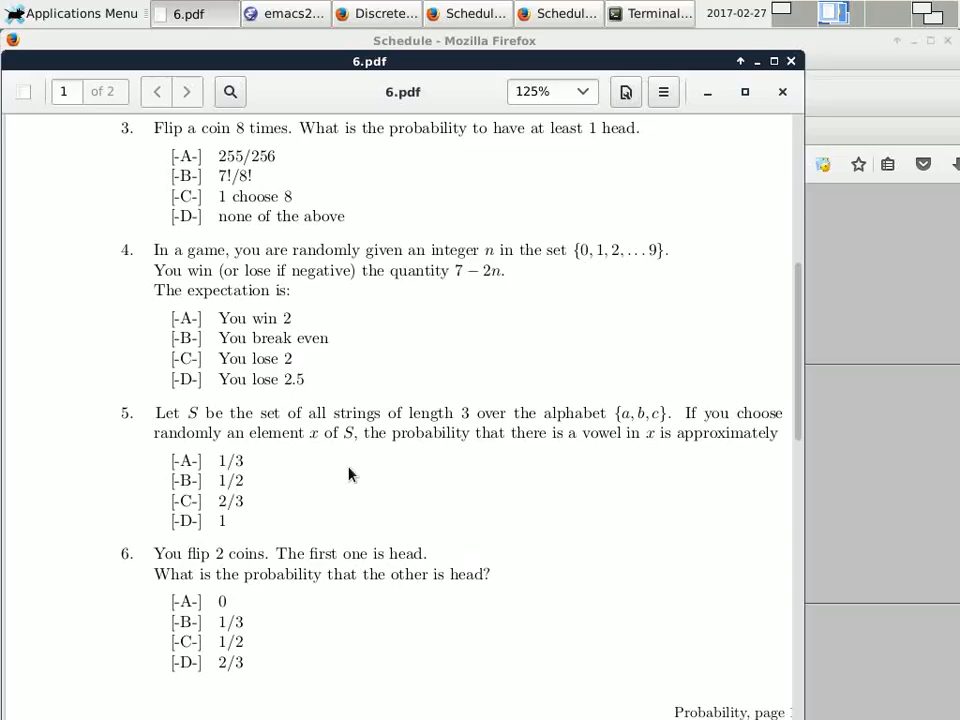 Applications Menu
6.pdf
emacs2...
Discrete...
Schedul...
Schedul...
Terminal...
2017-02-27
Schedule - Mozilla Firefox
6.pdf
1 of 2
6.pdf
125%
3. Flip a coin 8 times. What is the probability to have at least 1 head.
[-A-] 255/256
[-B-] 7!/8!
[-C-] 1 choose 8
[-D-] none of the above
4. In a game, you are randomly given an integer n in the set {0, 1, 2, . . . 9}.
You win (or lose if negative) the quantity 7 − 2n.
The expectation is:
[-A-] You win 2
[-B-] You break even
[-C-] You lose 2
[-D-] You lose 2.5
5. Let S be the set of all strings of length 3 over the alphabet {a, b, c}. If you choose
randomly an element x of S, the probability that there is a vowel in x is approximately
[-A-] 1/3
[-B-] 1/2
[-C-] 2/3
[-D-] 1
6. You flip 2 coins. The first one is head.
What is the probability that the other is head?
[-A-] 0
[-B-] 1/3
[-C-] 1/2
[-D-] 2/3
Probability, page